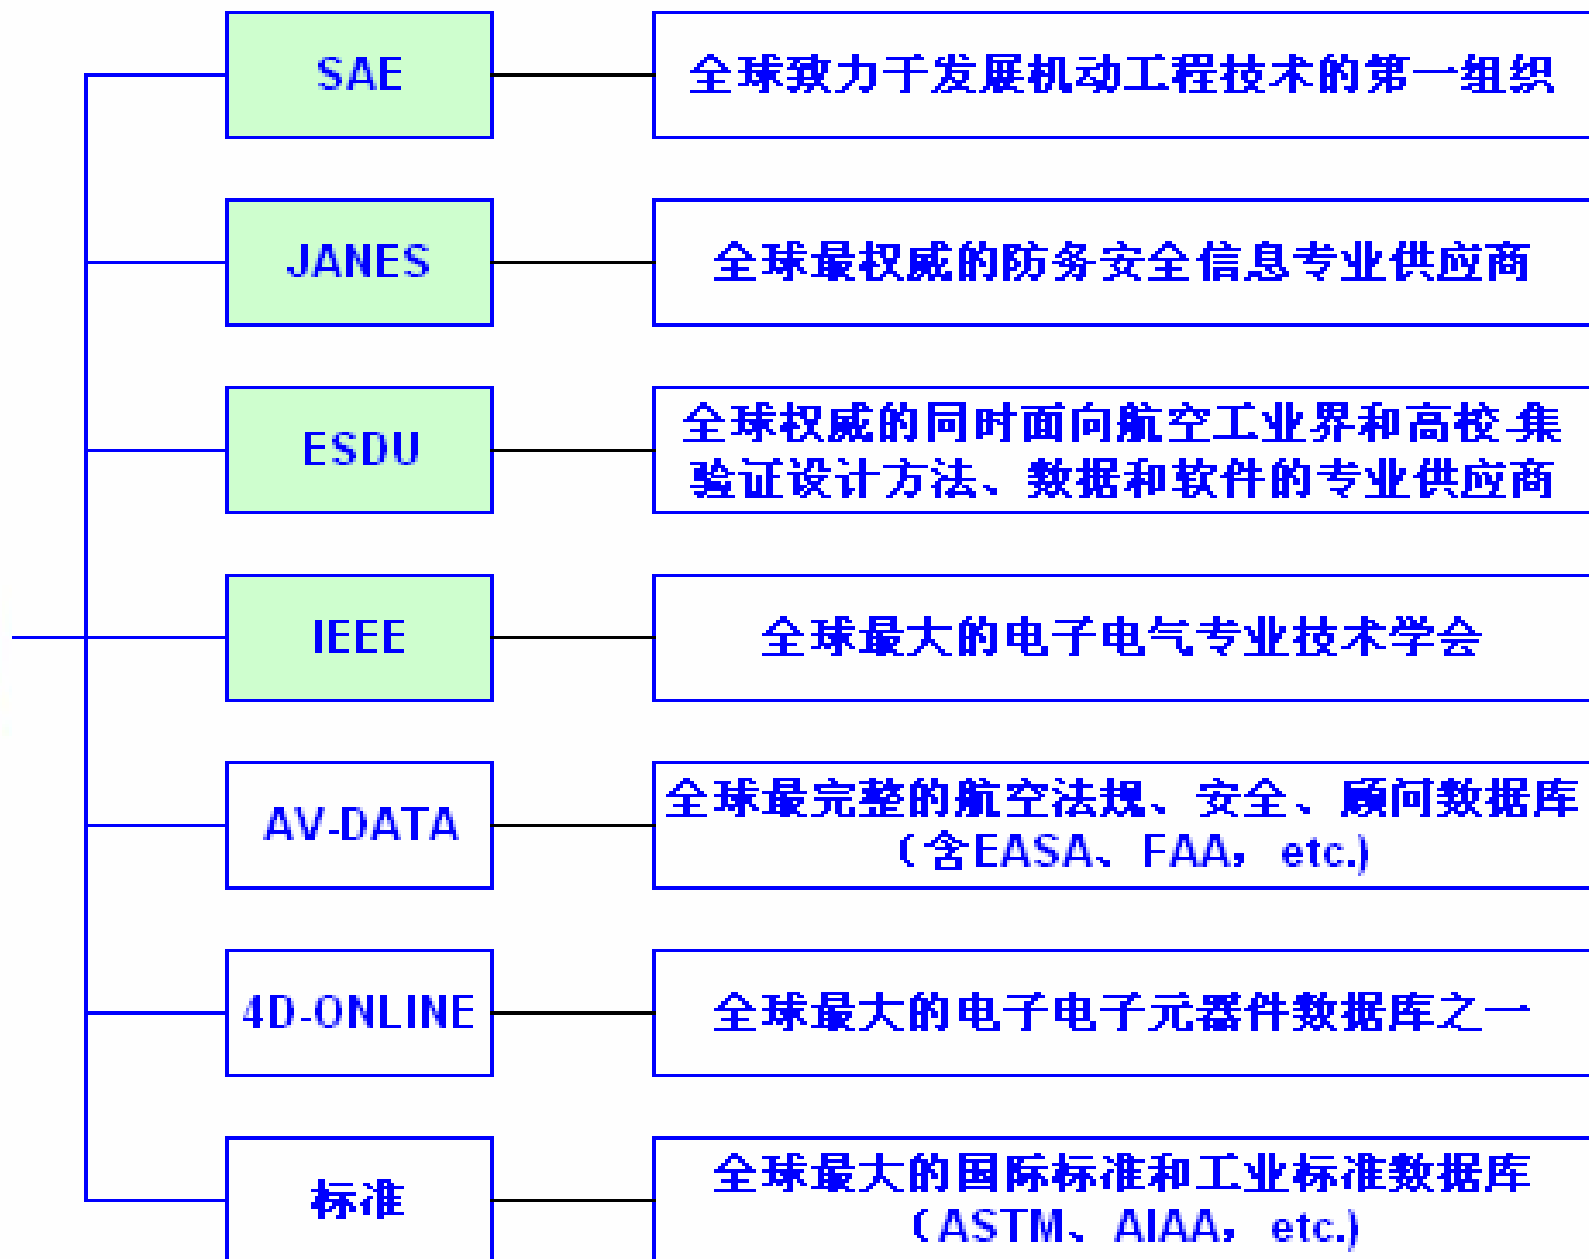 SAE
全球致力于发展机动工程技术的第一组织
JANES
全球最权威的防务安全信息专业供应商
ESDU
全球权威的同时面向航空工业界和高校-集
验证设计方法、数据和软件的专业供应商
IEEE
全球最大的电子电气专业技术学会
AV-DATA
全球最完整的航空法规、安全、顾问数据库
（含EASA、FAA，etc.)
4D-ONLINE
全球最大的电子电子元器件数据库之一
标准
全球最大的国际标准和工业标准数据库
（ASTM、AIAA，etc.)